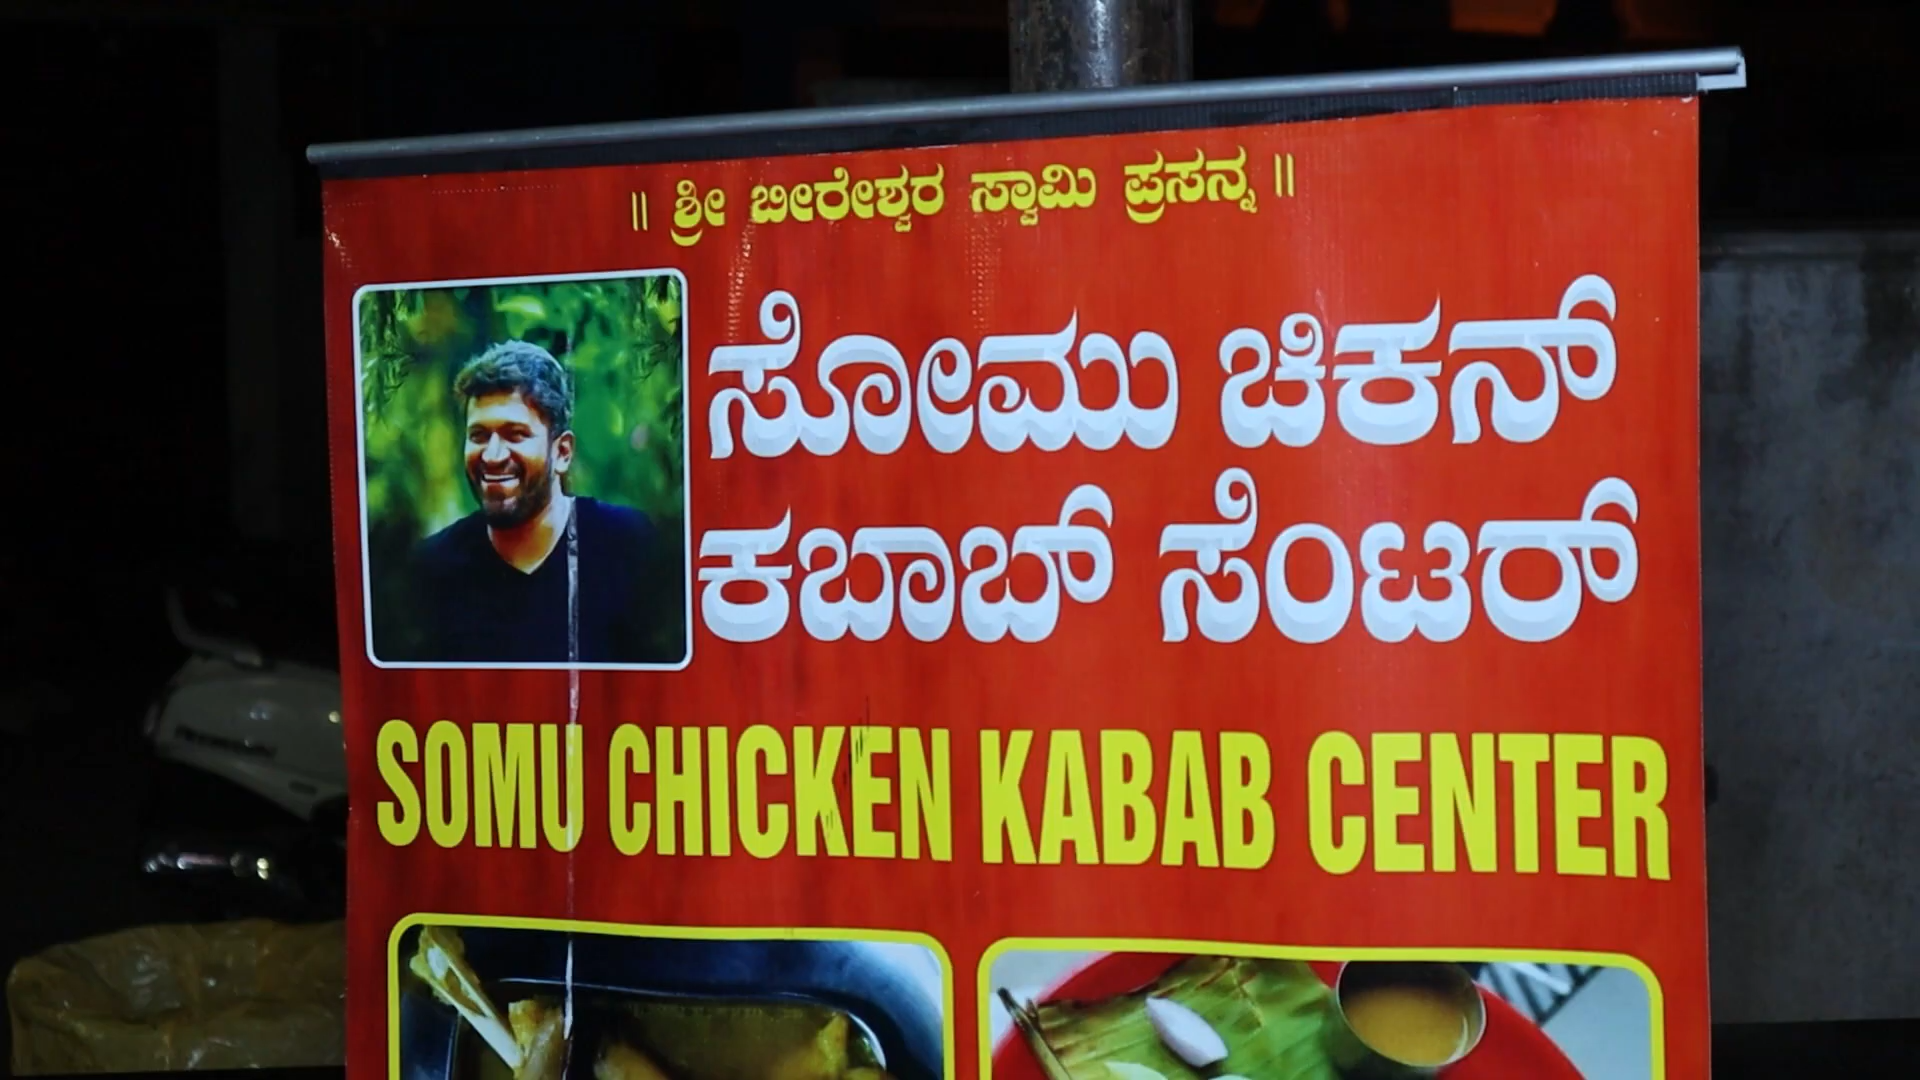 ॥ ಶ್ರೀ ಬೀರೇಶ್ವರ ಸ್ವಾಮಿ ಪ್ರಸನ್ನ ॥
ಸೋಮು ಚಿಕನ್
ಕಬಾಬ್ ಸೆಂಟರ್
SOMU CHICKEN KABAB CENTER